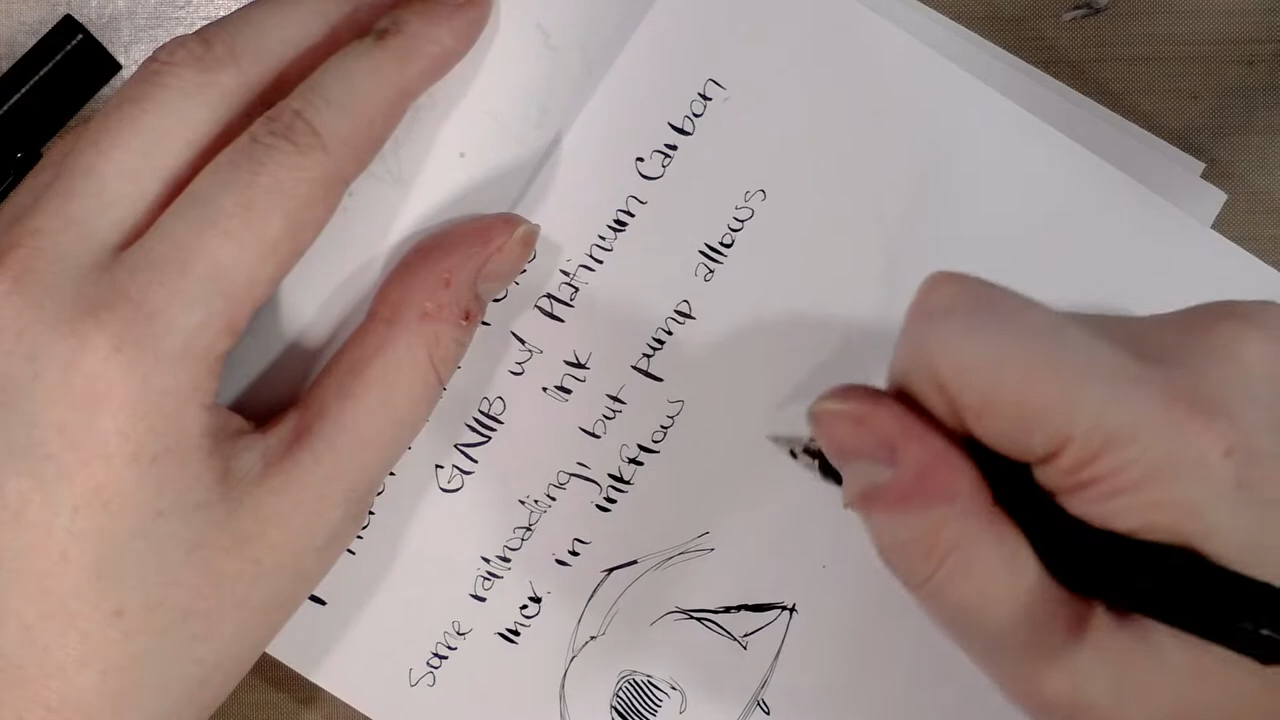 GNIB w/ Platinum Carbon
Ink
Some railroading, but pump allows
incr. in inkflow